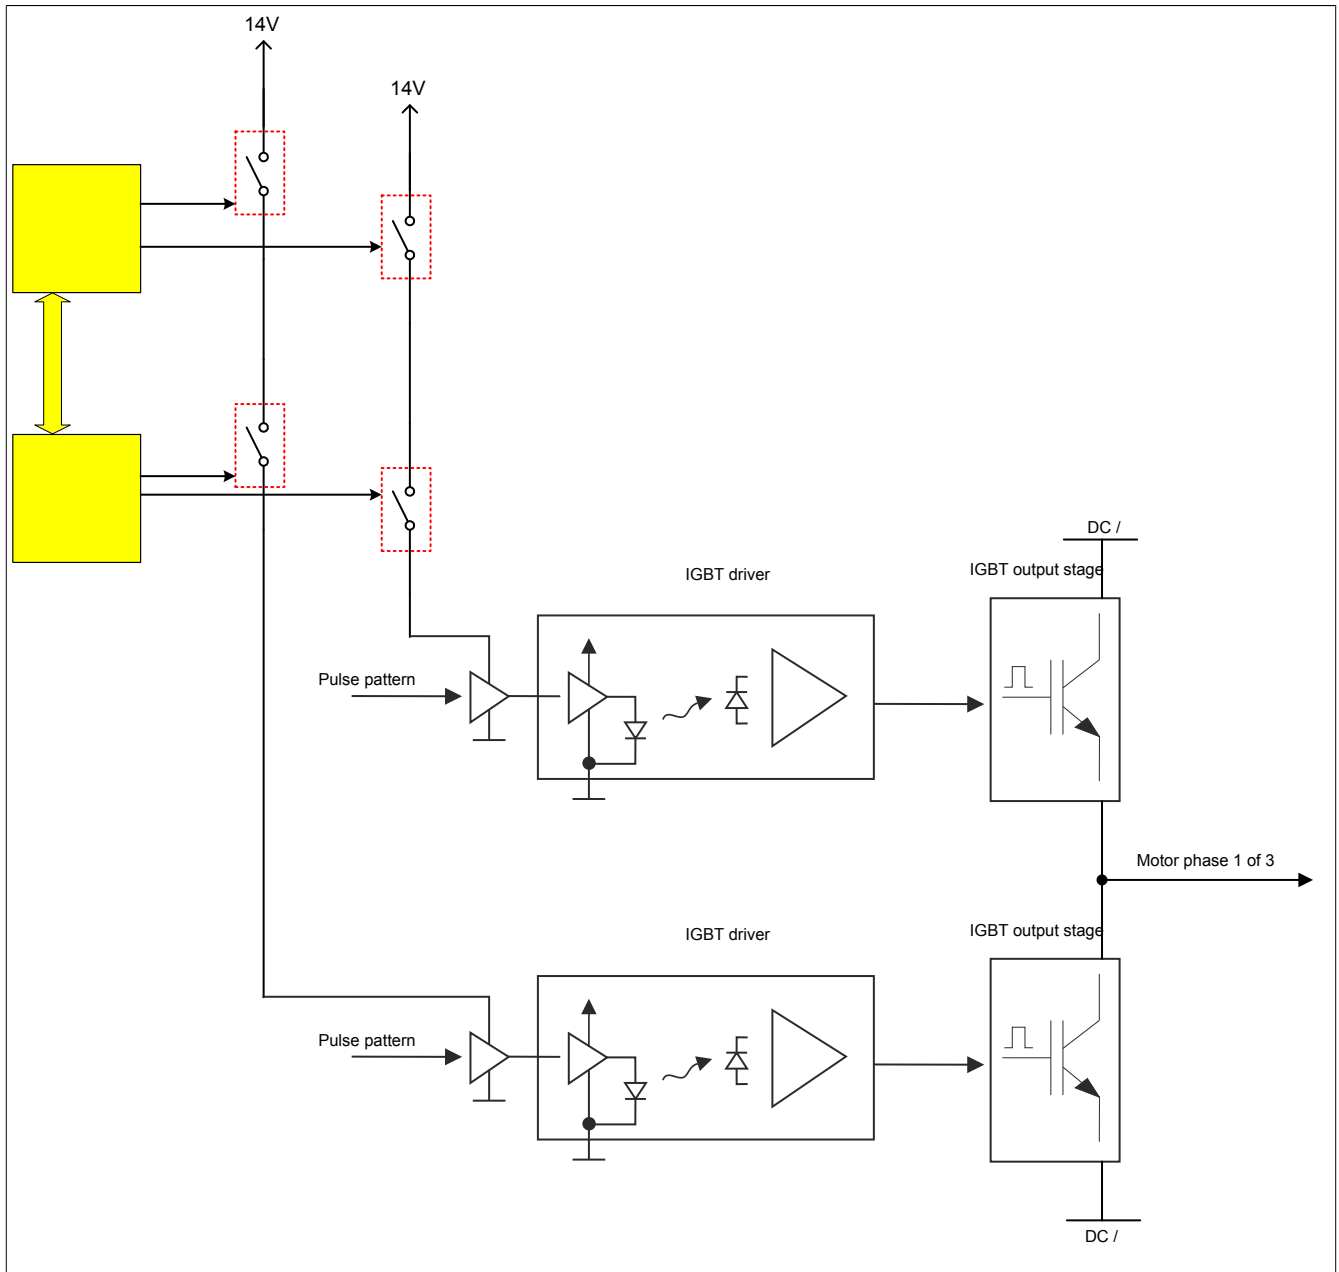 14V
14V
DC /
IGBT driver
IGBT output stage
Pulse pattern
Motor phase 1 of 3
IGBT driver
IGBT output stage
Pulse pattern
DC /